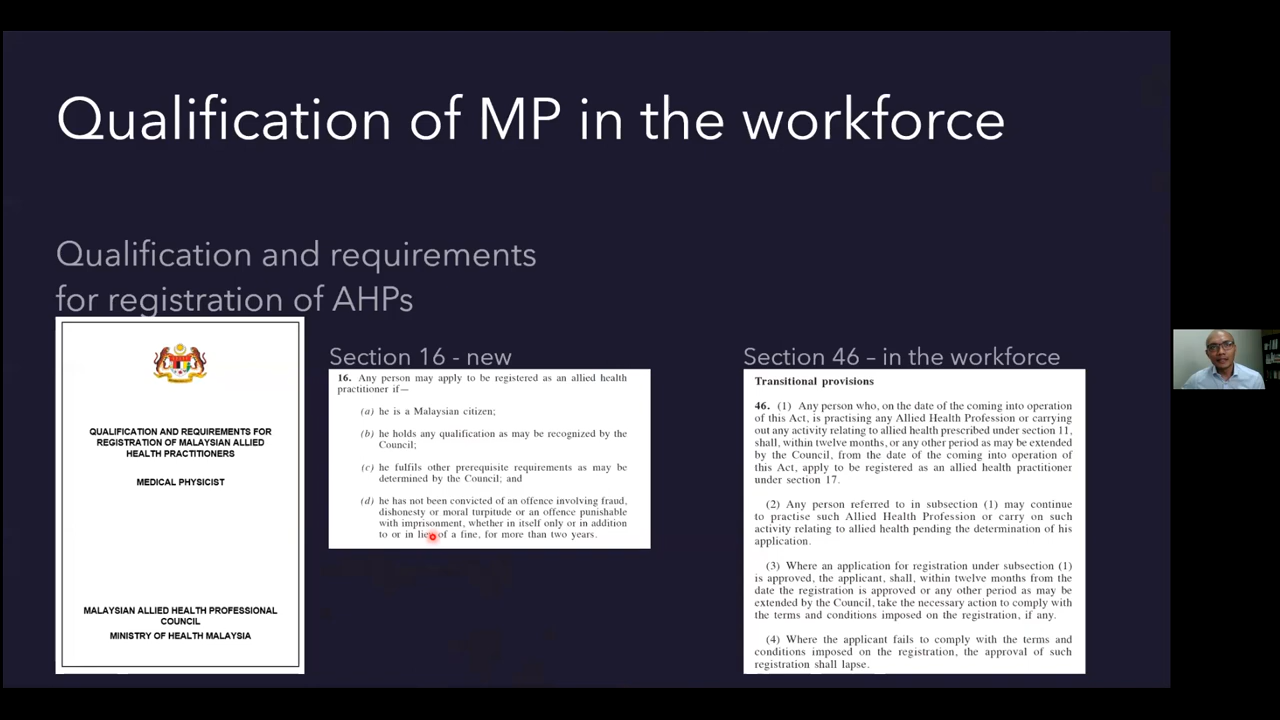 Qualification of MP in the workforce
Qualification and requirements
for registration of AHPs
QUALIFICATION AND REQUIREMENTS FOR
REGISTRATION OF MALAYSIAN ALLIED
HEALTH PRACTITIONERS
MEDICAL PHYSICIST
MALAYSIAN ALLIED HEALTH PROFESSIONAL
COUNCIL
MINISTRY OF HEALTH MALAYSIA
Section 16 - new
16. Any person may apply to be registered as an allied health
practitioner if—
(a) he is a Malaysian citizen;
(b) he holds any qualification as may be recognized by the
Council;
(c) he fulfils other prerequisite requirements as may be
determined by the Council; and
(d) he has not been convicted of an offence involving fraud,
dishonesty or moral turpitude or an offence punishable
with imprisonment, whether in itself only or in addition
to or in lieu of a fine, for more than two years.
Section 46 – in the workforce
Transitional provisions
46. (1) Any person who, on the date of the coming into operation
of this Act, is practising any Allied Health Profession or carrying
out any activity relating to allied health prescribed under section 11,
shall, within twelve months, or any other period as may be extended
by the Council, from the date of the coming into operation of
this Act, apply to be registered as an allied health practitioner
under section 17.
(2) Any person referred to in subsection (1) may continue
to practise such Allied Health Profession or carry on such
activity relating to allied health pending the determination of his
application.
(3) Where an application for registration under subsection (1)
is approved, the applicant, shall, within twelve months from the
date the registration is approved or any other period as may be
extended by the Council, take the necessary action to comply with
the terms and conditions imposed on the registration, if any.
(4) Where the applicant fails to comply with the terms and
conditions imposed on the registration, the approval of such
registration shall lapse.